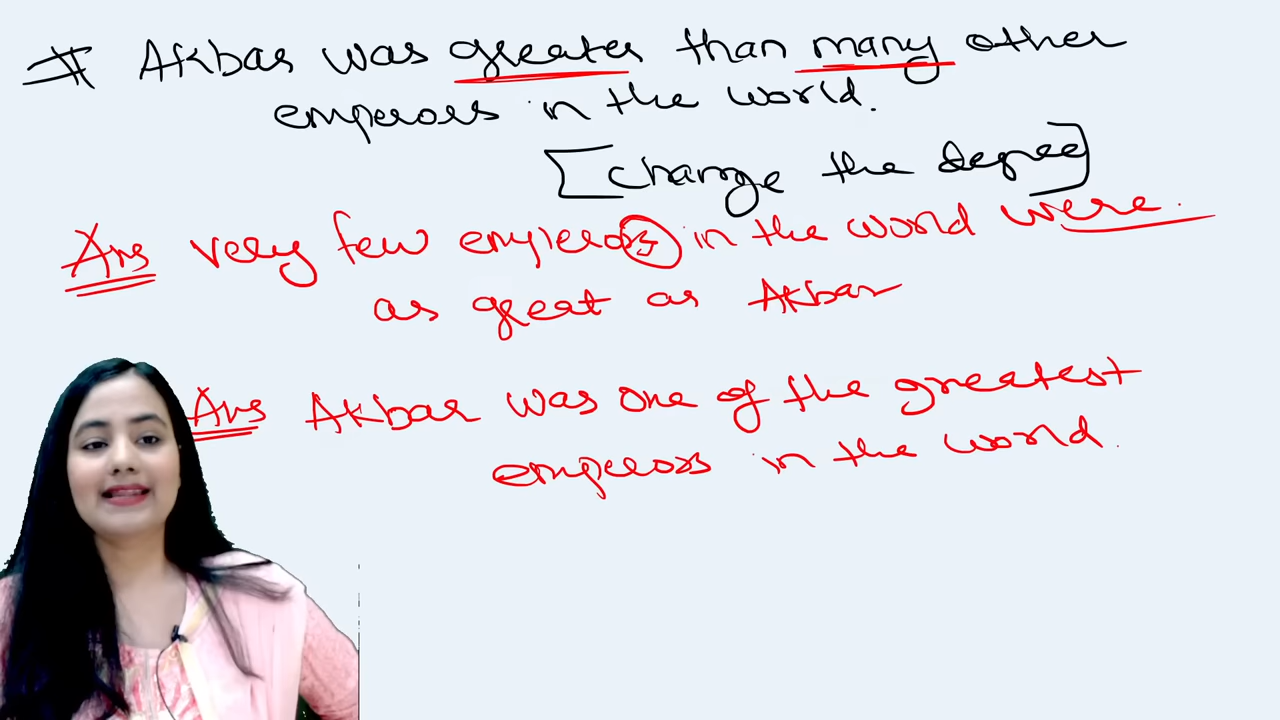 # Akbar was greater than many other
emperors in the world.
[change the degree]
Ans very few emperors in the world were.
as great as Akbar
Ans Akbar was one of the greatest
emperors in the world.